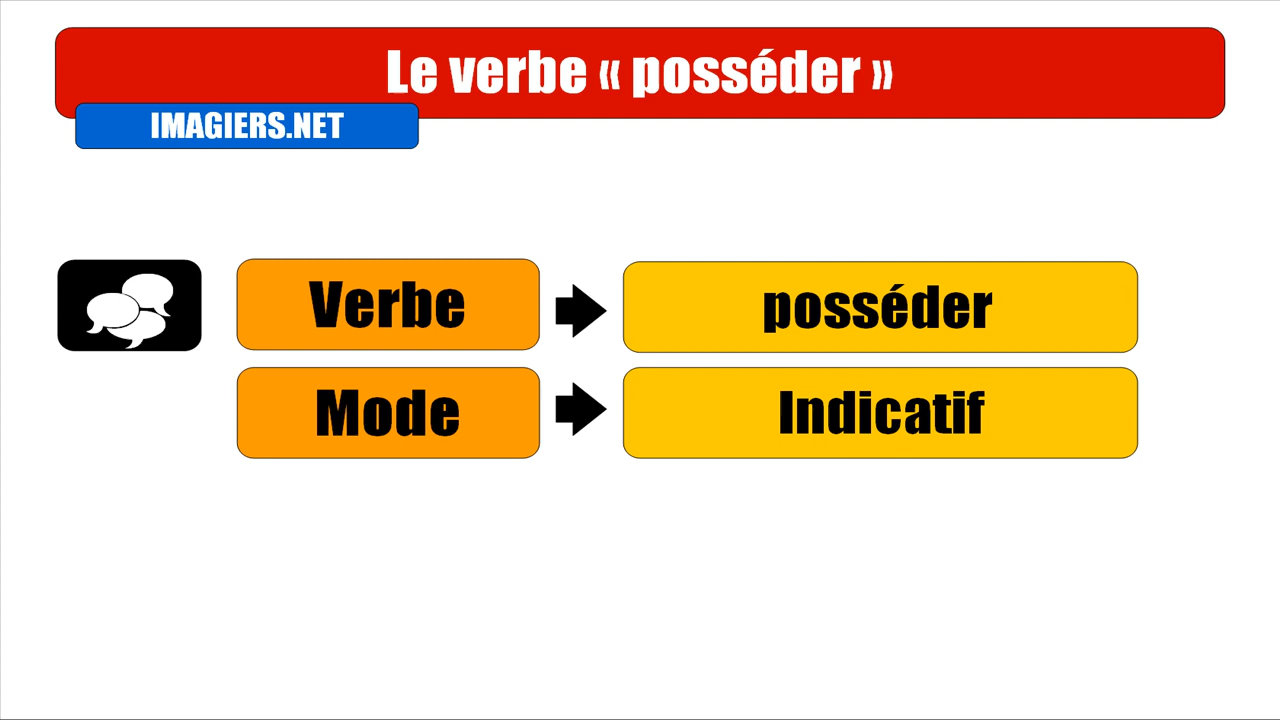 Le verbe « posséder »
IMAGIERS.NET
Verbe posséder
Mode Indicatif